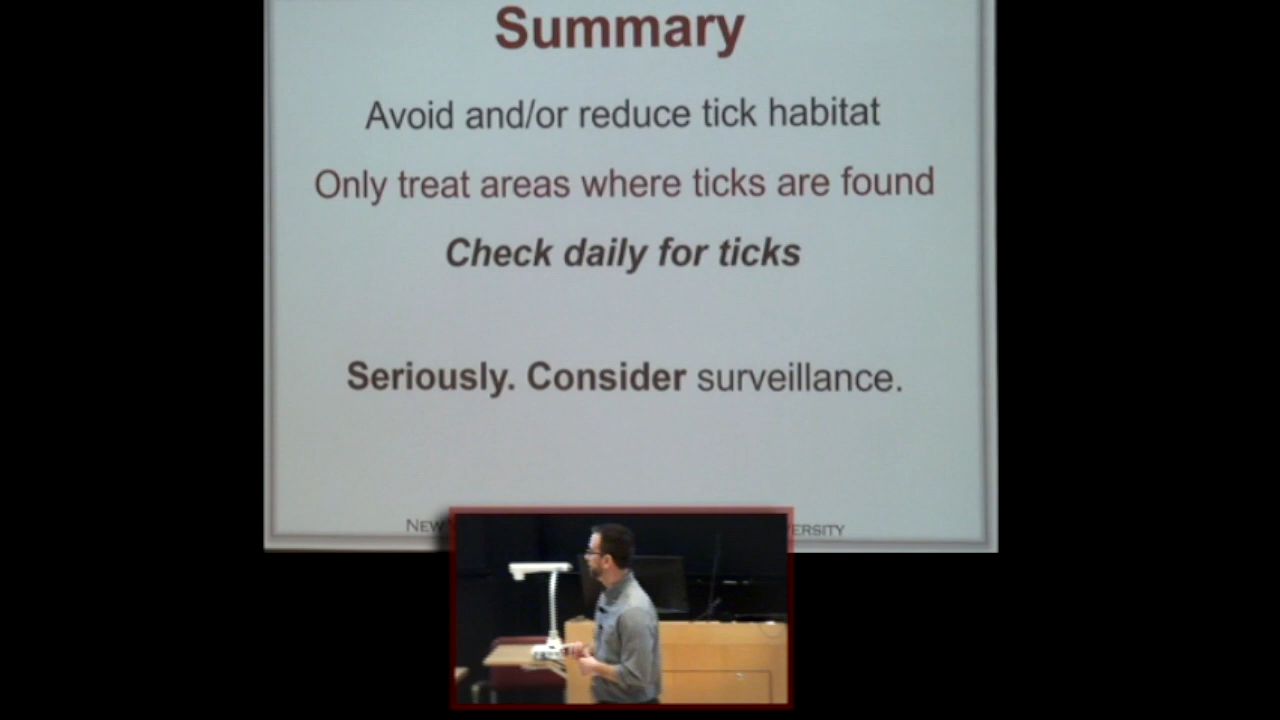 Summary
Avoid and/or reduce tick habitat
Only treat areas where ticks are found
Check daily for ticks
Seriously. Consider surveillance.
New